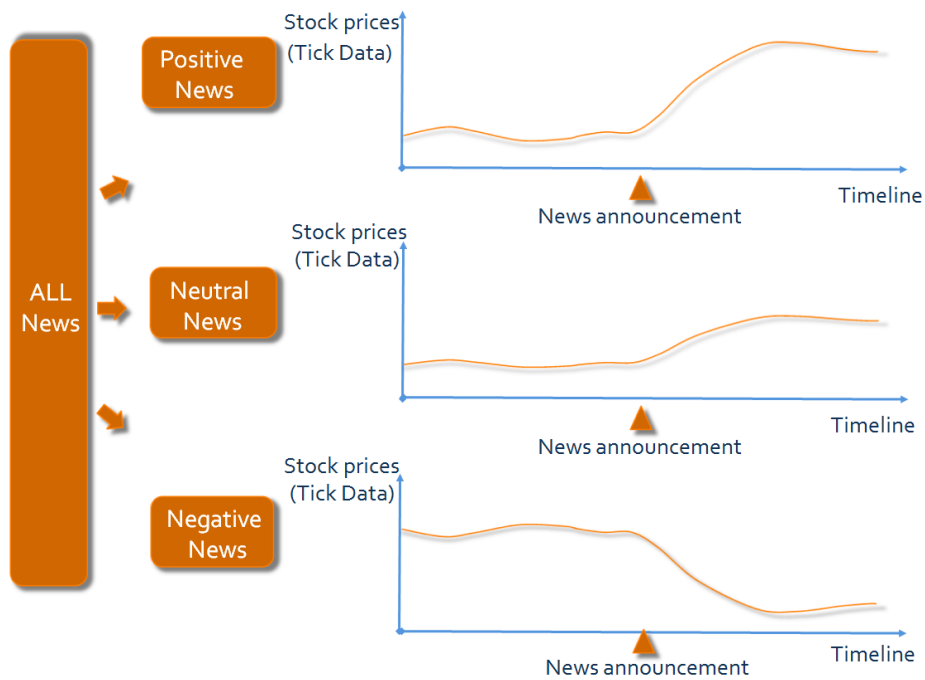 ALL
News
Positive
News
Stock prices
(Tick Data)
News announcement
Timeline
Neutral
News
Stock prices
(Tick Data)
News announcement
Timeline
Negative
News
Stock prices
(Tick Data)
News announcement
Timeline